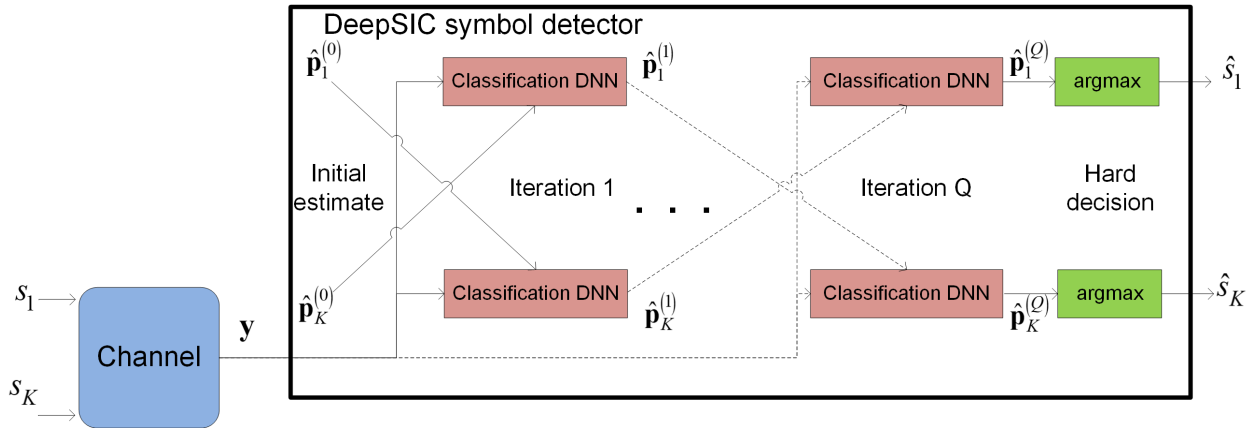 DeepSIC symbol detector
p̂₁⁽⁰⁾
Classification DNN
p̂₁⁽¹⁾
Classification DNN
p̂₁⁽Q⁾
argmax
ŝ₁
Initial
estimate
Iteration 1
. . .
Iteration Q
Hard
decision
s₁
p̂_K⁽⁰⁾
Classification DNN
p̂_K⁽¹⁾
Classification DNN
p̂_K⁽Q⁾
argmax
ŝ_K
y
Channel
s_K